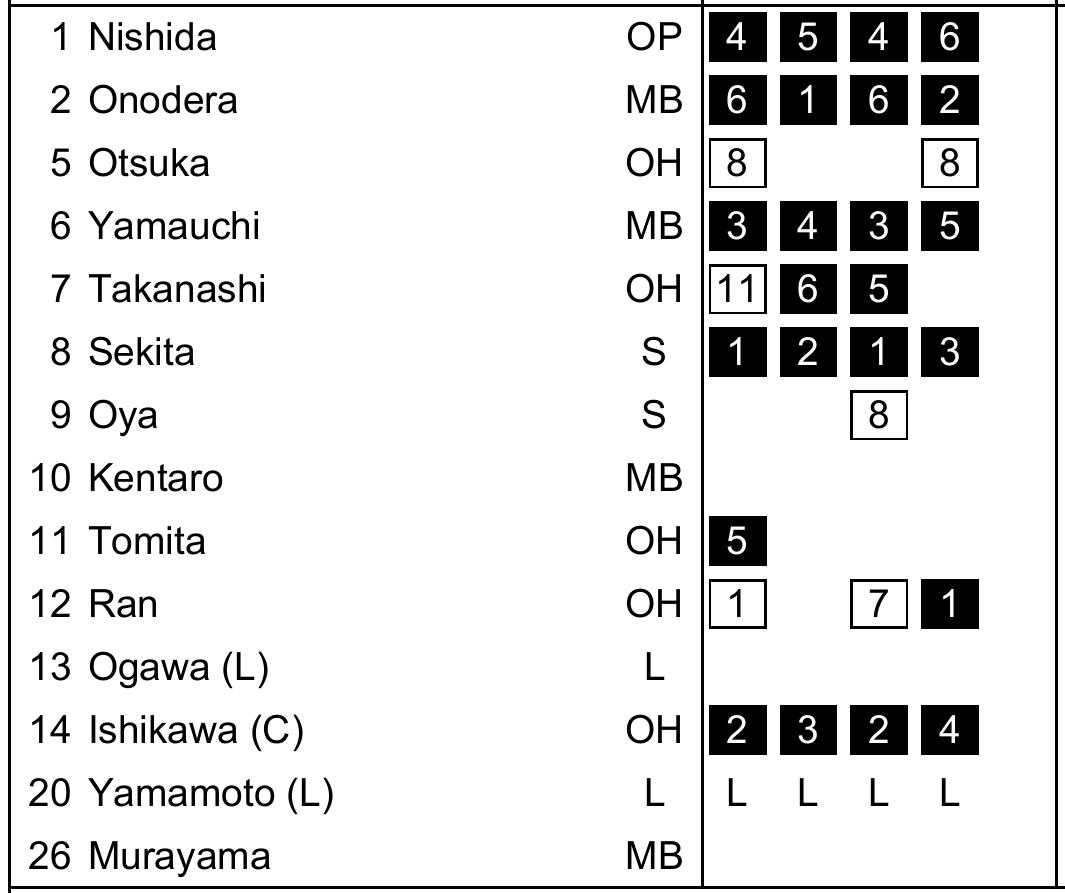 1 Nishida OP 4 5 4 6
2 Onodera MB 6 1 6 2
5 Otsuka OH 8 8
6 Yamauchi MB 3 4 3 5
7 Takanashi OH 11 6 5
8 Sekita S 1 2 1 3
9 Oya S 8
10 Kentaro MB
11 Tomita OH 5
12 Ran OH 1 7 1
13 Ogawa (L) L
14 Ishikawa (C) OH 2 3 2 4
20 Yamamoto (L) L L L L L
26 Murayama MB